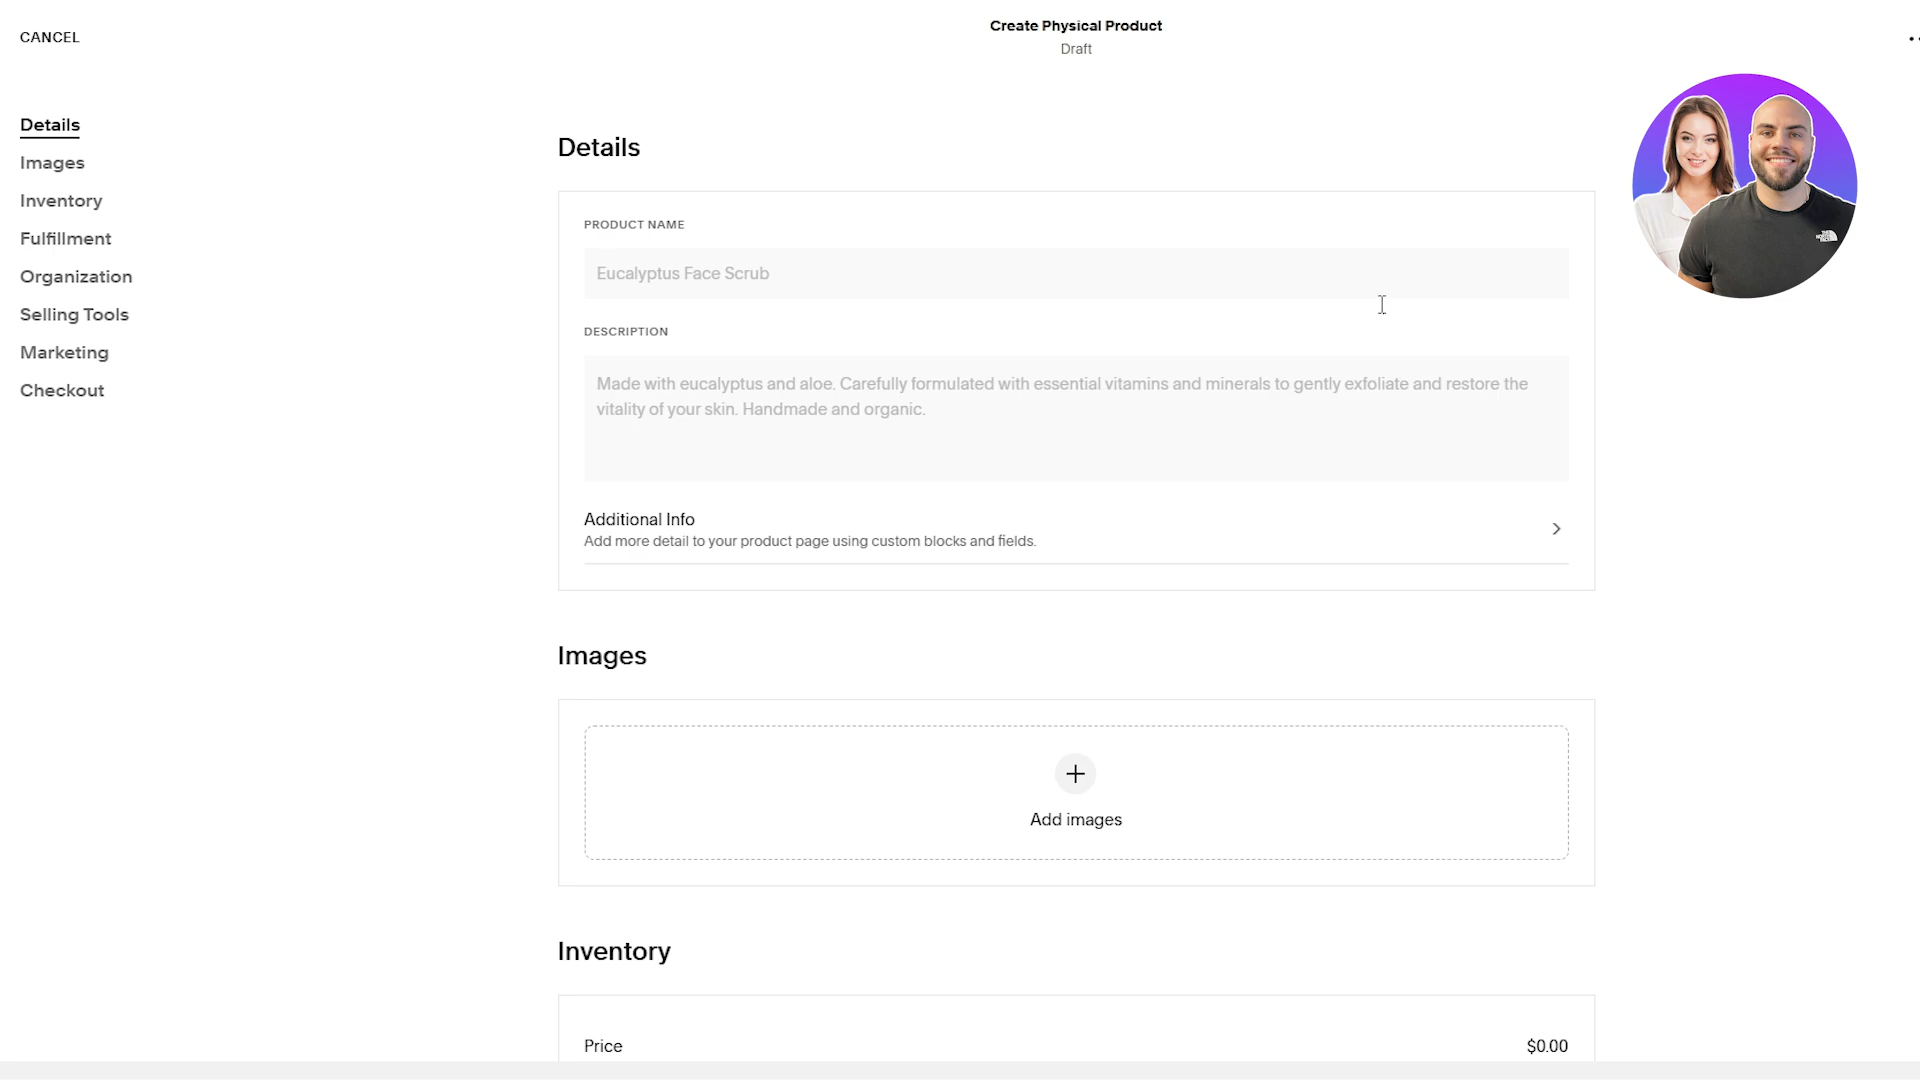 CANCEL
Create Physical Product
Draft
Details
Images
Inventory
Fulfillment
Organization
Selling Tools
Marketing
Checkout
Details
PRODUCT NAME
Eucalyptus Face Scrub
DESCRIPTION
Made with eucalyptus and aloe. Carefully formulated with essential vitamins and minerals to gently exfoliate and restore the
vitality of your skin. Handmade and organic.
Additional Info
Add more detail to your product page using custom blocks and fields.
Images
Add images
Inventory
Price
$0.00